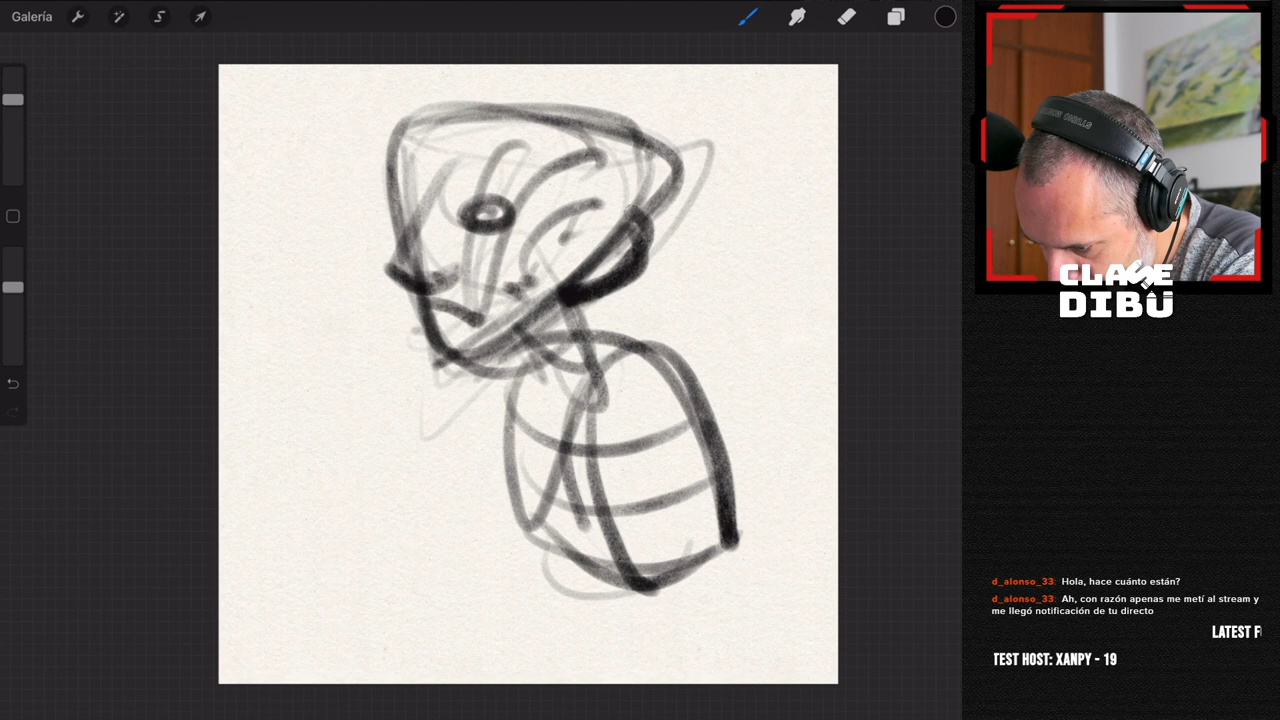 Galería
CLASE
DIBU
d_alonso_33: Hola, hace cuánto están?
d_alonso_33: Ah, con razón apenas me metí al stream y
me llegó notificación de tu directo
LATEST F
TEST HOST: XANPY - 19